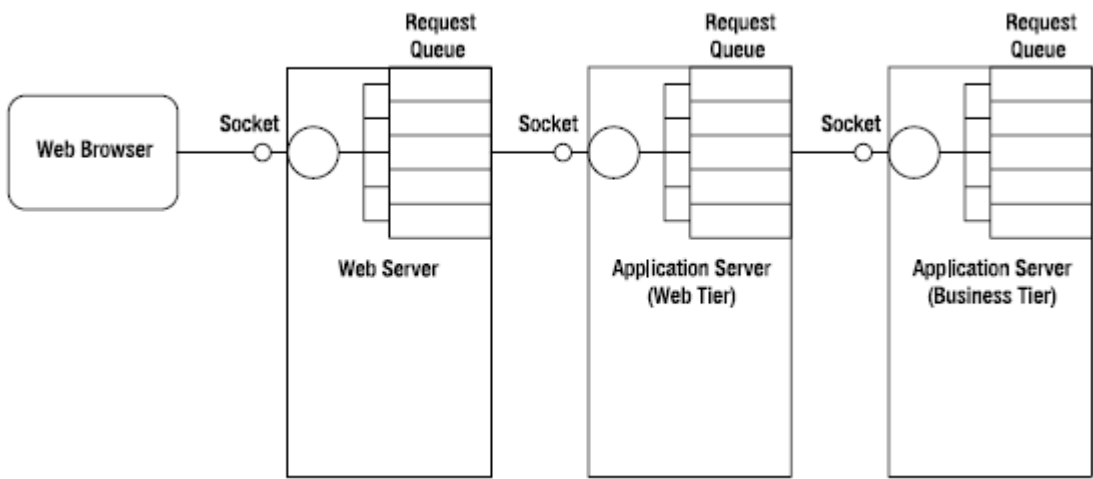 Request
Queue
Request
Queue
Request
Queue
Web Browser
Socket
Socket
Socket
Web Server
Application Server
(Web Tier)
Application Server
(Business Tier)